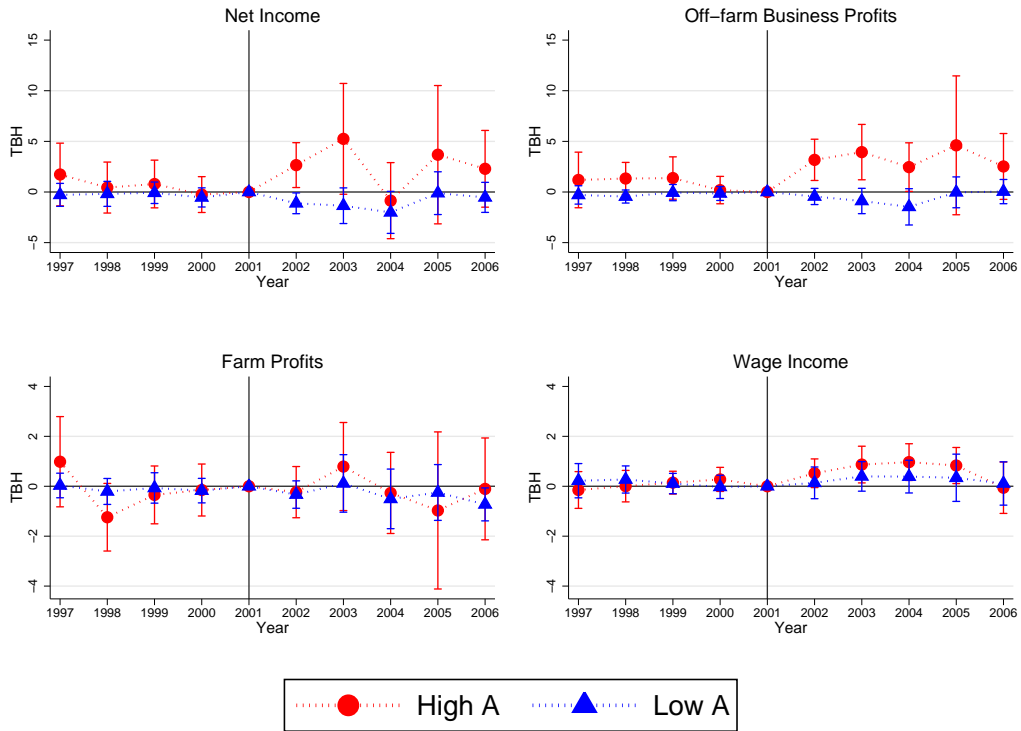 Net Income
TBH
15
10
5
0
−5
1997 1998 1999 2000 2001 2002 2003 2004 2005 2006
Year
Off−farm Business Profits
TBH
15
10
5
0
−5
1997 1998 1999 2000 2001 2002 2003 2004 2005 2006
Year
Farm Profits
TBH
4
2
0
−2
−4
1997 1998 1999 2000 2001 2002 2003 2004 2005 2006
Year
Wage Income
TBH
4
2
0
−2
−4
1997 1998 1999 2000 2001 2002 2003 2004 2005 2006
Year
High A Low A